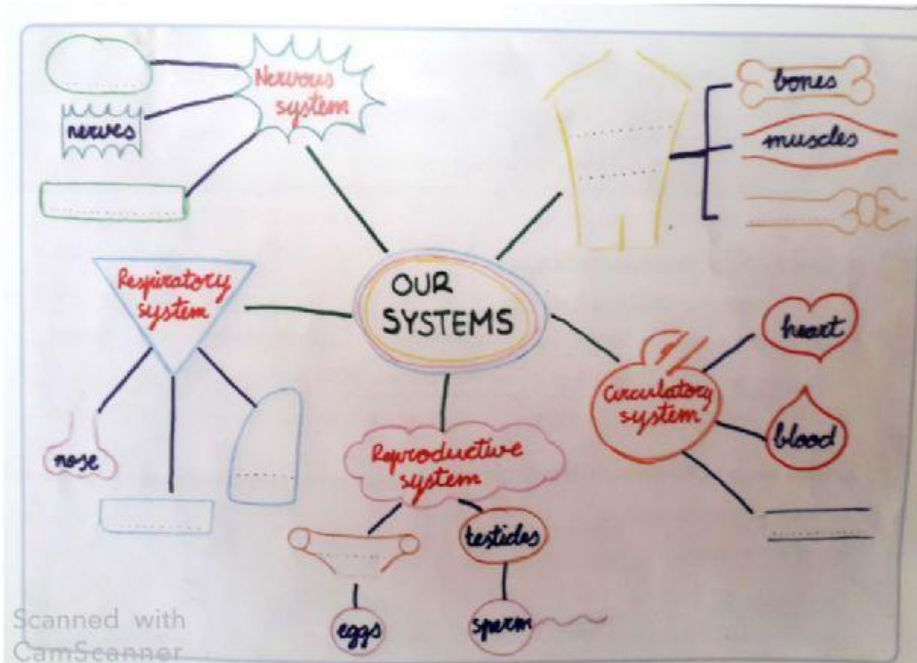 Nervous
system
nerves
bones
muscles
Respiratory
system
OUR
SYSTEMS
heart
Circulatory
system
blood
nose
Reproductive
system
testicles
eggs
sperm
Scanned with
CamScanner